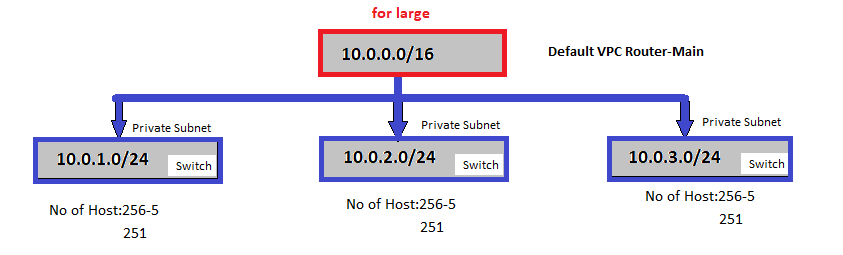 for large
10.0.0.0/16
Default VPC Router-Main
Private Subnet
Private Subnet
Private Subnet
10.0.1.0/24
Switch
10.0.2.0/24
Switch
10.0.3.0/24
Switch
No of Host:256-5
251
No of Host:256-5
251
No of Host:256-5
251